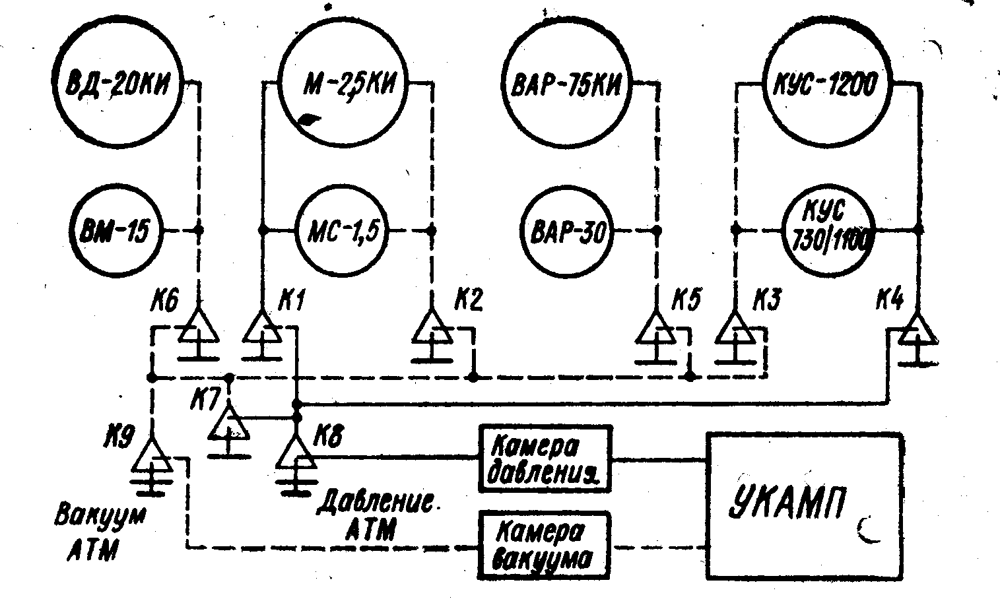 ВД-20КИ
М-2,5КИ
ВАР-75КИ
КУС-1200
ВМ-15
МС-1,5
ВАР-30
КУС
730/1100
К6
К1
К2
К5
К3
К4
К7
К9
К8
Камера
давления
УКАМП
Вакуум
АТМ
Давление
АТМ
Камера
вакуума